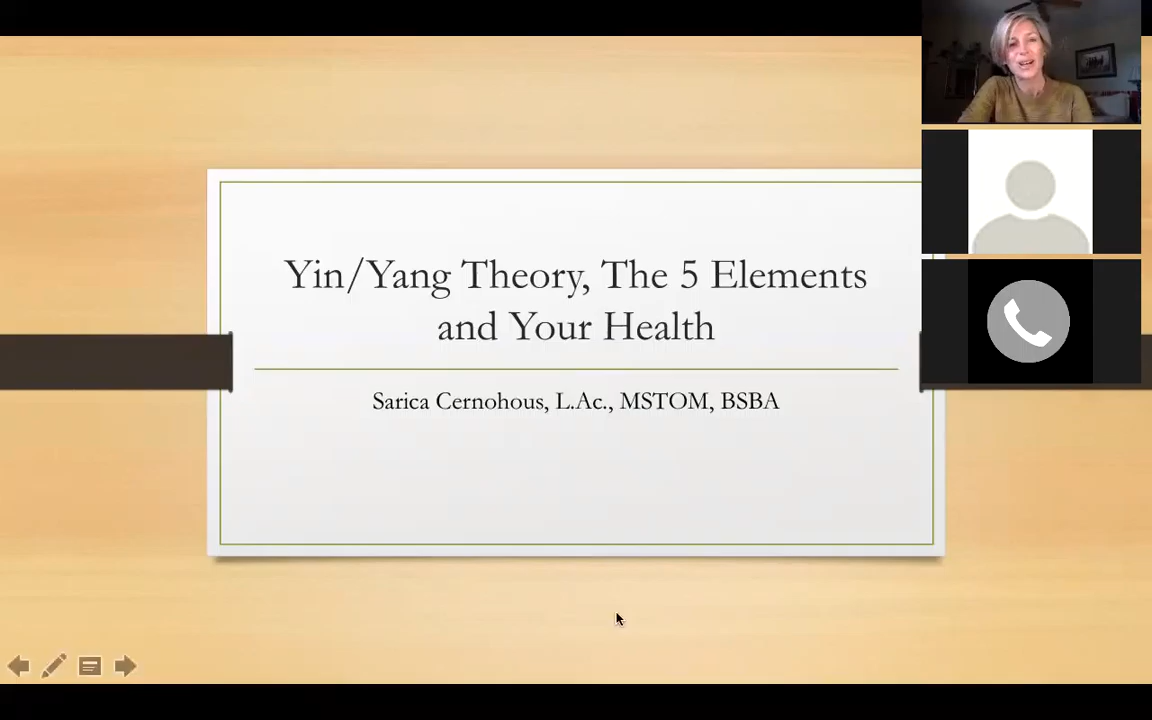 Yin/Yang Theory, The 5 Elements
and Your Health
Sarica Cernohous, L.Ac., MSTOM, BSBA